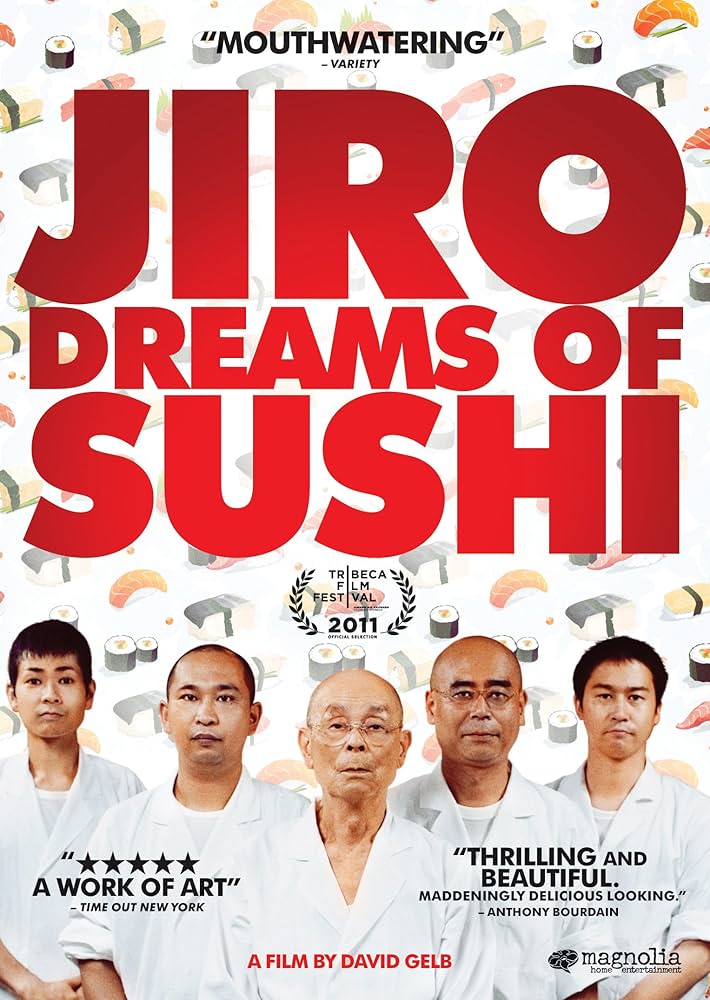 “MOUTHWATERING”
– VARIETY
JIRO
DREAMS OF
SUSHI
TRIBECA
FILM
FESTIVAL
2011
OFFICIAL SELECTION
“★★★★★
A WORK OF ART”
– TIME OUT NEW YORK
“THRILLING AND
BEAUTIFUL.
MADDENINGLY DELICIOUS LOOKING.”
– ANTHONY BOURDAIN
A FILM BY DAVID GELB
magnolia
home entertainment